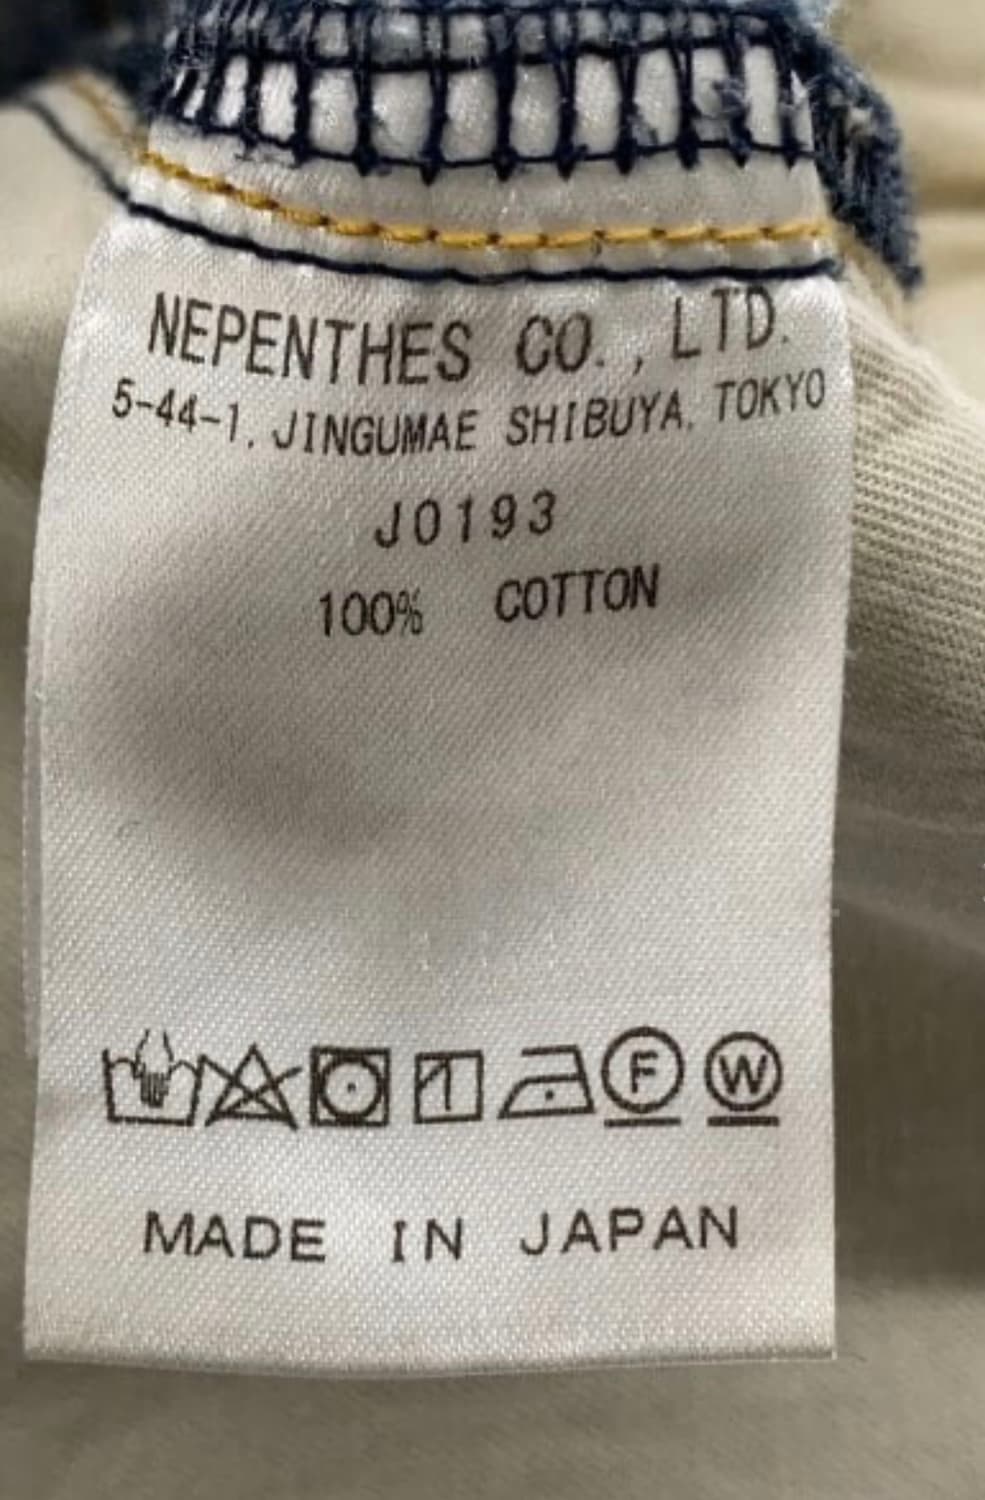 NEPENTHES CO., LTD.
5-44-1, JINGUMAE SHIBUYA, TOKYO
J0193
100% COTTON
F W
MADE IN JAPAN